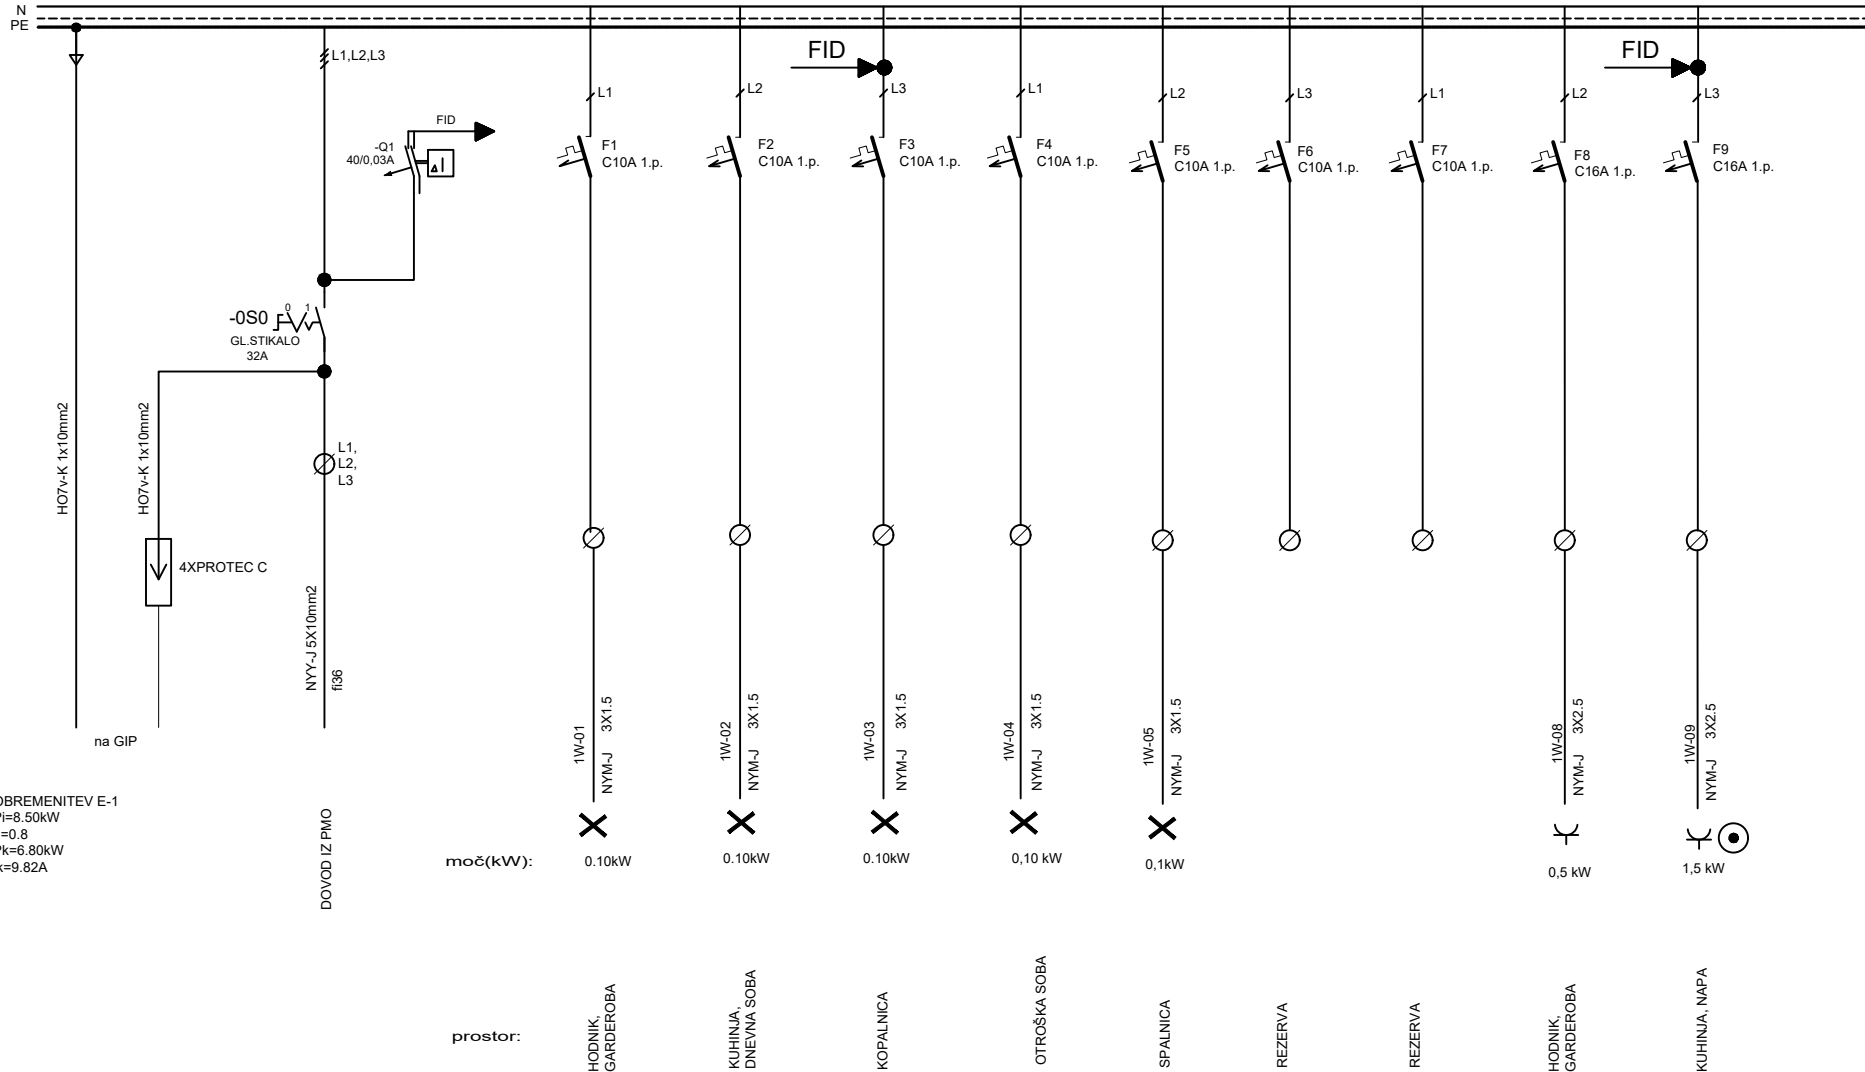 N
PE
L1,L2,L3
FID
-Q1
40/0,03A
ΔI
-0S0
0 1
GL.STIKALO
32A
L1,
L2,
L3
HO7v-K 1x10mm2
HO7v-K 1x10mm2
4XPROTEC C
NYY-J 5X10mm2
fi36
na GIP
DOVOD IZ PMO
OBREMENITEV E-1
Pi=8.50kW
=0.8
Pk=6.80kW
k=9.82A
FID
FID
L1
L2
L3
L1
L2
L3
L1
L2
L3
F1
C10A 1.p.
F2
C10A 1.p.
F3
C10A 1.p.
F4
C10A 1.p.
F5
C10A 1.p.
F6
C10A 1.p.
F7
C10A 1.p.
F8
C16A 1.p.
F9
C16A 1.p.
1W-01
NYM-J 3X1.5
1W-02
NYM-J 3X1.5
1W-03
NYM-J 3X1.5
1W-04
NYM-J 3X1.5
1W-05
NYM-J 3X1.5
1W-08
NYM-J 3X2.5
1W-09
NYM-J 3X2.5
moč(kW):
0.10kW
0.10kW
0.10kW
0,10 kW
0,1kW
0,5 kW
1,5 kW
prostor:
HODNIK,
GARDEROBA
KUHINJA,
DNEVNA SOBA
KOPALNICA
OTROŠKA SOBA
SPALNICA
REZERVA
REZERVA
HODNIK,
GARDEROBA
KUHINJA, NAPA